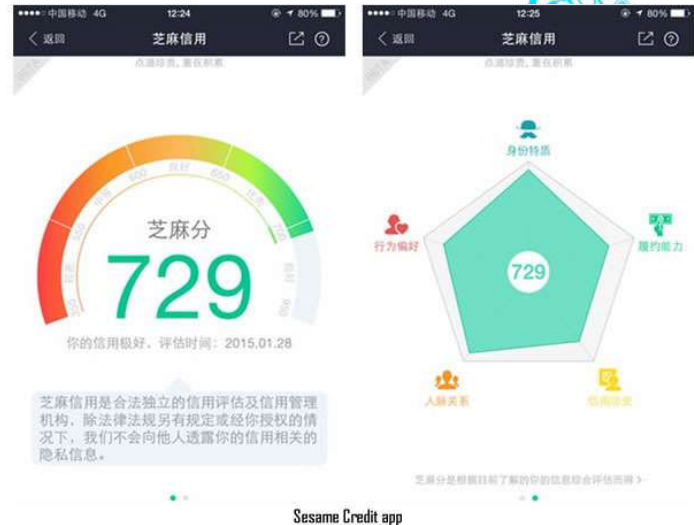 中国移动 4G 12:24 80%
返回 芝麻信用
点滴珍贵，重在积累
350 较差 550 中等 600 良好 650 优秀 700 极好 950
芝麻分
729
你的信用极好，评估时间：2015.01.28
芝麻信用是合法独立的信用评估及信用管理
机构，除法律法规另有规定或经你授权的情
况下，我们不会向他人透露你的信用相关的
隐私信息。
中国移动 4G 12:25 80%
返回 芝麻信用
点滴珍贵，重在积累
身份特质
行为偏好
履约能力
729
人脉关系
信用历史
芝麻分是根据目前了解的你的信息综合评估而得 >
Sesame Credit app